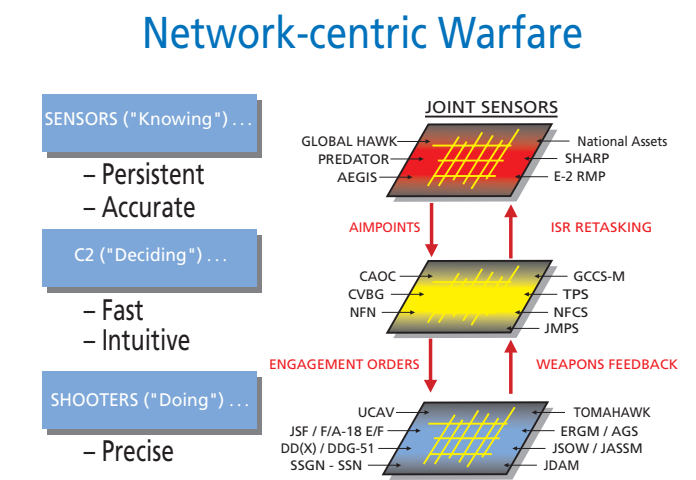 Network-centric Warfare
SENSORS ("Knowing") . . .
– Persistent
– Accurate
C2 ("Deciding") . . .
– Fast
– Intuitive
SHOOTERS ("Doing") . . .
– Precise
JOINT SENSORS
GLOBAL HAWK
PREDATOR
AEGIS
National Assets
SHARP
E-2 RMP
AIMPOINTS
ISR RETASKING
CAOC
CVBG
NFN
GCCS-M
TPS
NFCS
JMPS
ENGAGEMENT ORDERS
WEAPONS FEEDBACK
UCAV
JSF / F/A-18 E/F
DD(X) / DDG-51
SSGN - SSN
TOMAHAWK
ERGM / AGS
JSOW / JASSM
JDAM